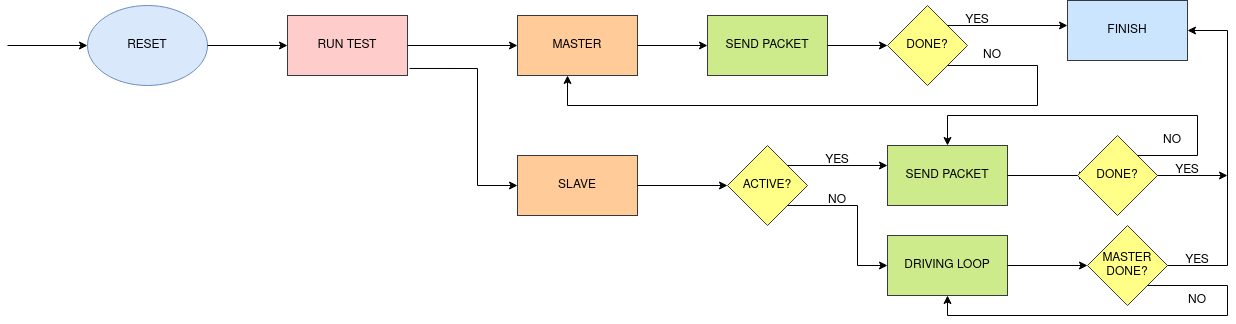 RESET
RUN TEST
MASTER
SEND PACKET
DONE?
YES
NO
FINISH
SLAVE
ACTIVE?
YES
NO
SEND PACKET
DONE?
NO
YES
DRIVING LOOP
MASTER
DONE?
YES
NO